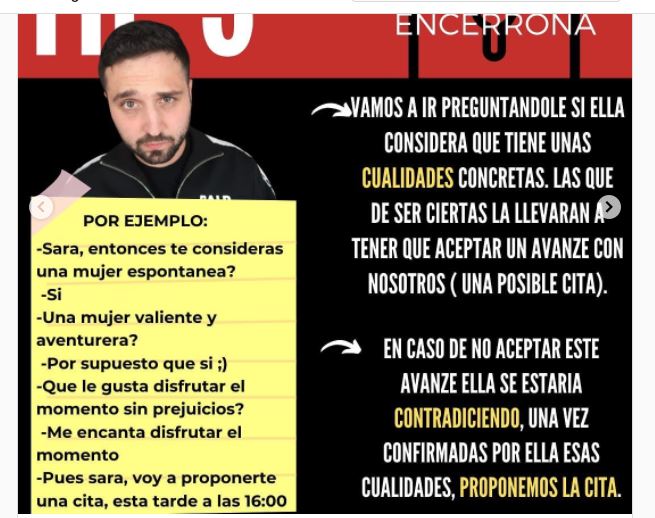 ENCERRONA
VAMOS A IR PREGUNTANDOLE SI ELLA
CONSIDERA QUE TIENE UNAS
CUALIDADES CONCRETAS. LAS QUE
DE SER CIERTAS LA LLEVARAN A
TENER QUE ACEPTAR UN AVANZE CON
NOSOTROS ( UNA POSIBLE CITA).
POR EJEMPLO:
-Sara, entonces te consideras
una mujer espontanea?
-Si
-Una mujer valiente y
aventurera?
-Por supuesto que si ;)
-Que le gusta disfrutar el
momento sin prejuicios?
-Me encanta disfrutar el
momento
-Pues sara, voy a proponerte
una cita, esta tarde a las 16:00
EN CASO DE NO ACEPTAR ESTE
AVANZE ELLA SE ESTARIA
CONTRADICIENDO, UNA VEZ
CONFIRMADAS POR ELLA ESAS
CUALIDADES, PROPONEMOS LA CITA.